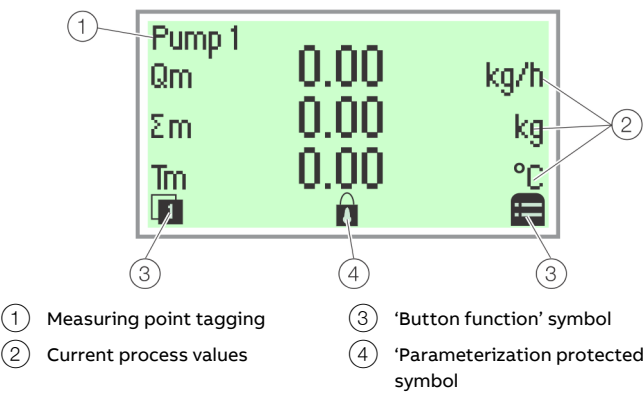 1
Pump 1
Qm 0.00 kg/h
Σm 0.00 kg
2
Tm 0.00 °C
1
3 4 3
1 Measuring point tagging 3 ‘Button function’ symbol
2 Current process values 4 ‘Parameterization protected
symbol